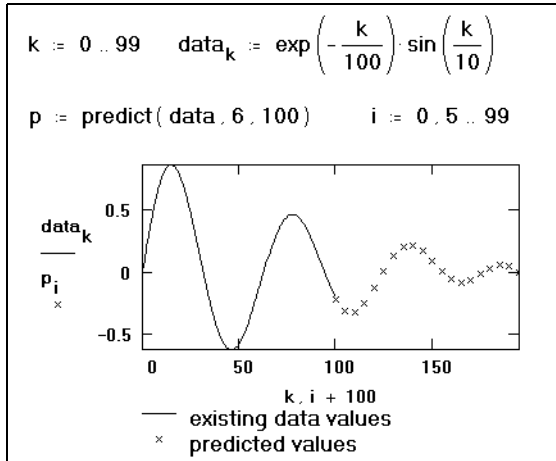 k := 0 .. 99 data_k := exp(-k/100)·sin(k/10)
p := predict( data , 6 , 100 ) i := 0 , 5 .. 99
data_k
p_i
×
0.5
0
-0.5
0 50 100 150
k , i + 100
existing data values
× predicted values